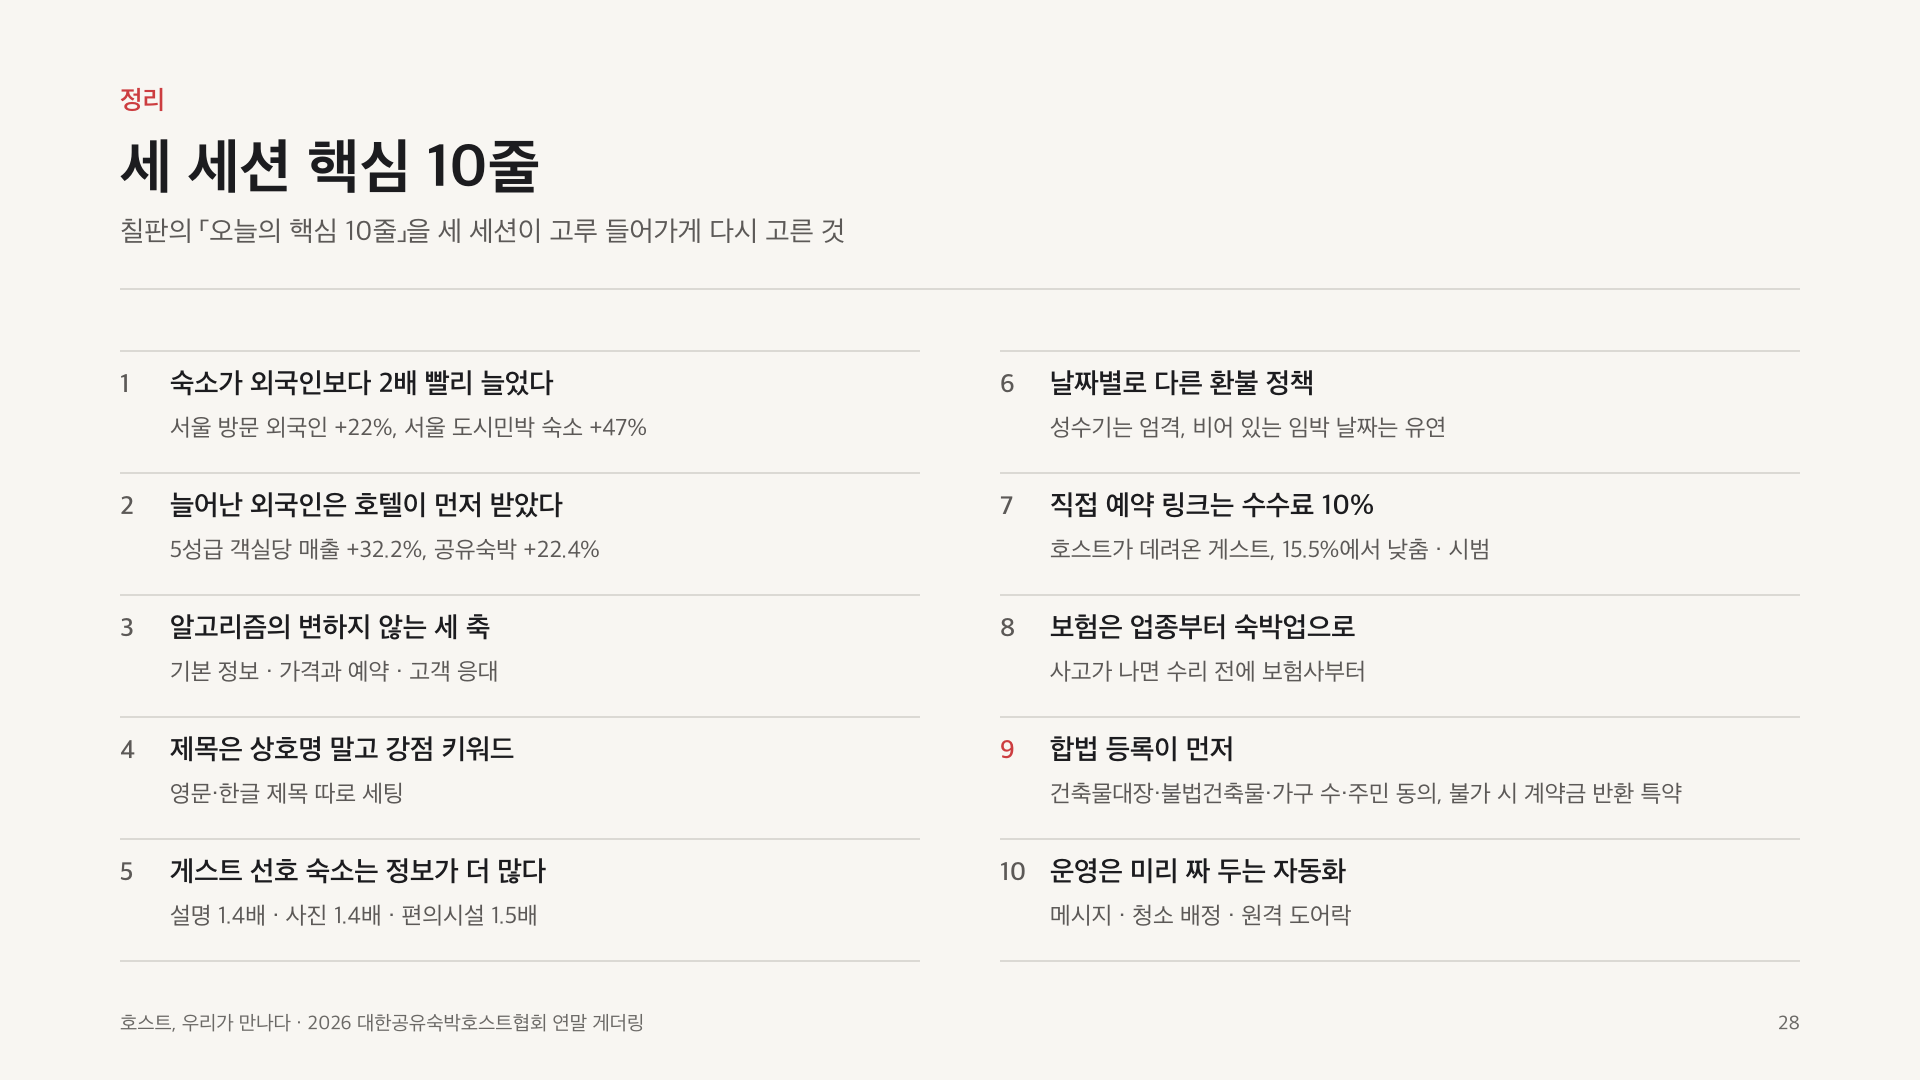 정리
세 세션 핵심 10줄
칠판의 「오늘의 핵심 10줄」을 세 세션이 고루 들어가게 다시 고른 것
1 숙소가 외국인보다 2배 빨리 늘었다
서울 방문 외국인 +22%, 서울 도시민박 숙소 +47%
2 늘어난 외국인은 호텔이 먼저 받았다
5성급 객실당 매출 +32.2%, 공유숙박 +22.4%
3 알고리즘의 변하지 않는 세 축
기본 정보 · 가격과 예약 · 고객 응대
4 제목은 상호명 말고 강점 키워드
영문·한글 제목 따로 세팅
5 게스트 선호 숙소는 정보가 더 많다
설명 1.4배 · 사진 1.4배 · 편의시설 1.5배
6 날짜별로 다른 환불 정책
성수기는 엄격, 비어 있는 임박 날짜는 유연
7 직접 예약 링크는 수수료 10%
호스트가 데려온 게스트, 15.5%에서 낮춤 · 시범
8 보험은 업종부터 숙박업으로
사고가 나면 수리 전에 보험사부터
9 합법 등록이 먼저
건축물대장·불법건축물·가구 수·주민 동의, 불가 시 계약금 반환 특약
10 운영은 미리 짜 두는 자동화
메시지 · 청소 배정 · 원격 도어락
호스트, 우리가 만나다 · 2026 대한공유숙박호스트협회 연말 게더링
28